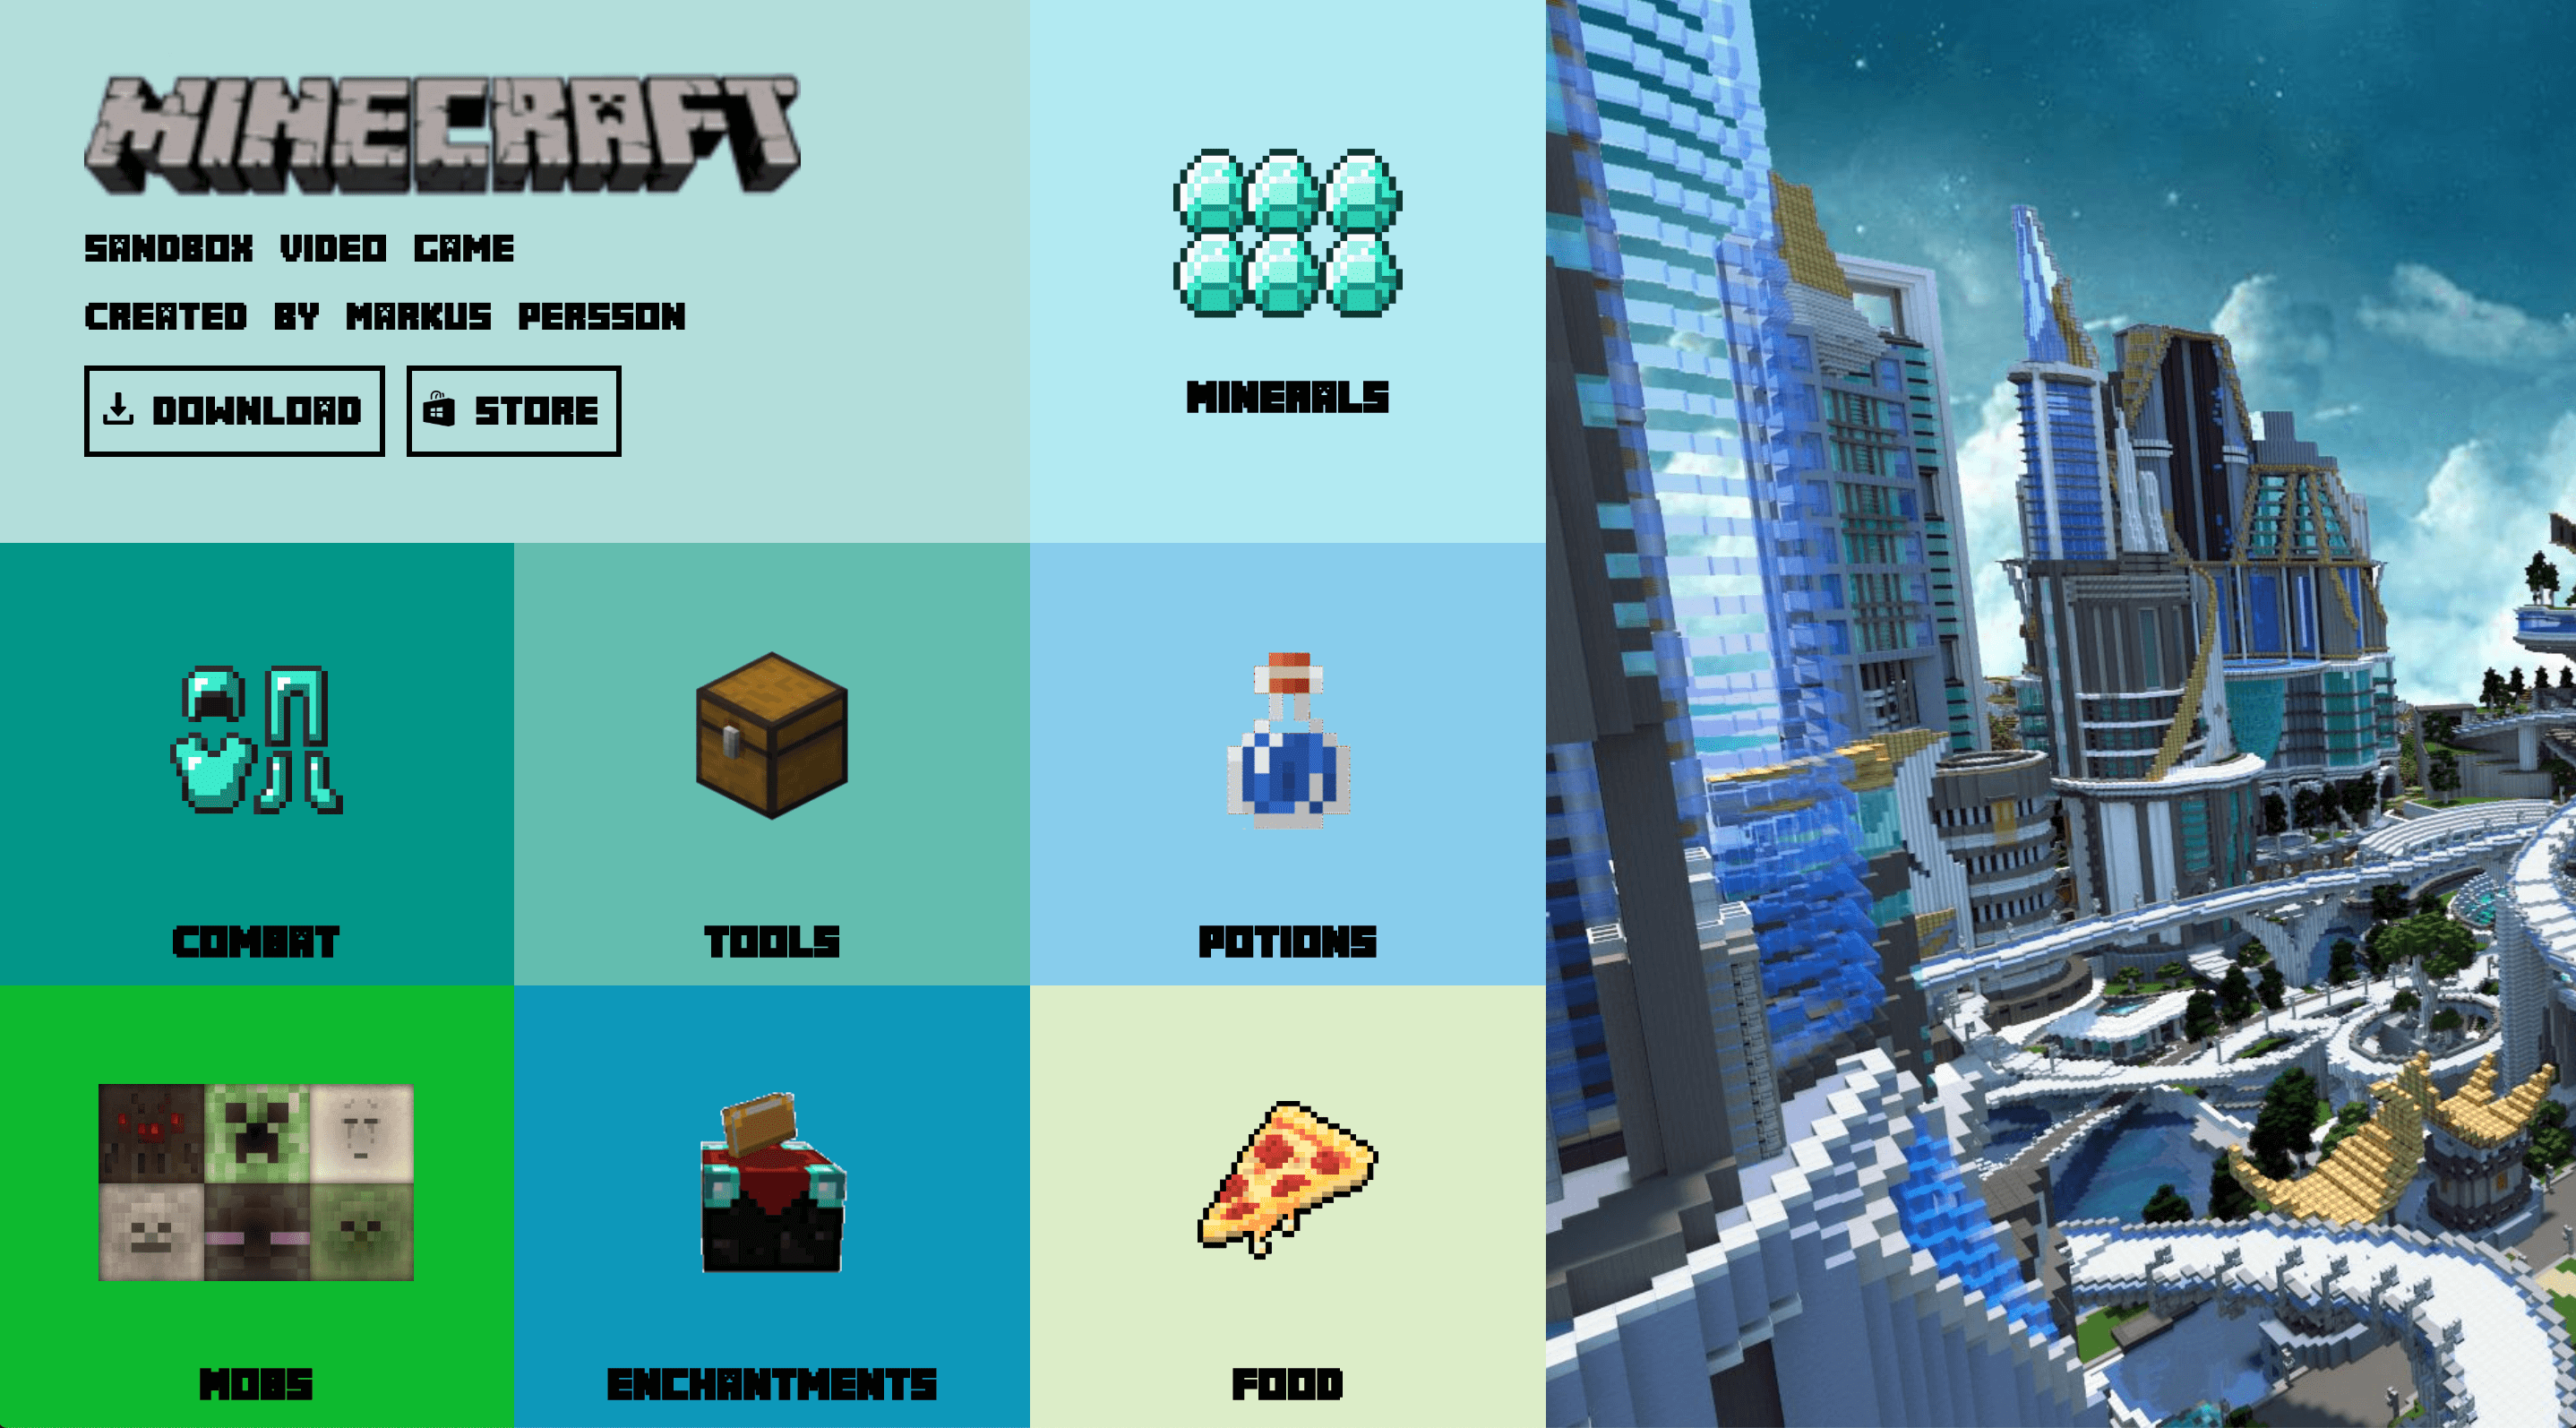 MINECRAFT
SANDBOX VIDEO GAME
CREATED BY MARKUS PERSSON
DOWNLOAD
STORE
MINERALS
COMBAT
TOOLS
POTIONS
MOBS
ENCHANTMENTS
FOOD